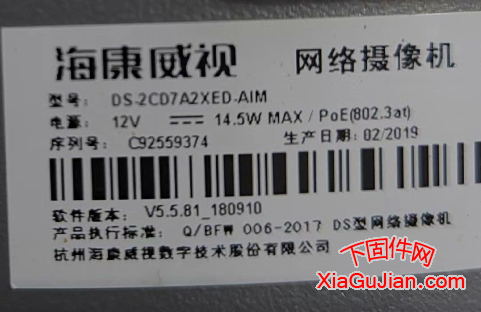 海康威视 网络摄像机
型号: DS-2CD7A2XED-AIM
电源: 12V ⎓ 14.5W MAX / PoE(802.3at)
序列号: C92559374 生产日期: 02/2019
软件版本: V5.5.81_180910
产品执行标准: Q/BFW 006-2017 DS型网络摄像机
杭州海康威视数字技术股份有限公司
下固件网
XiaGuJian.com